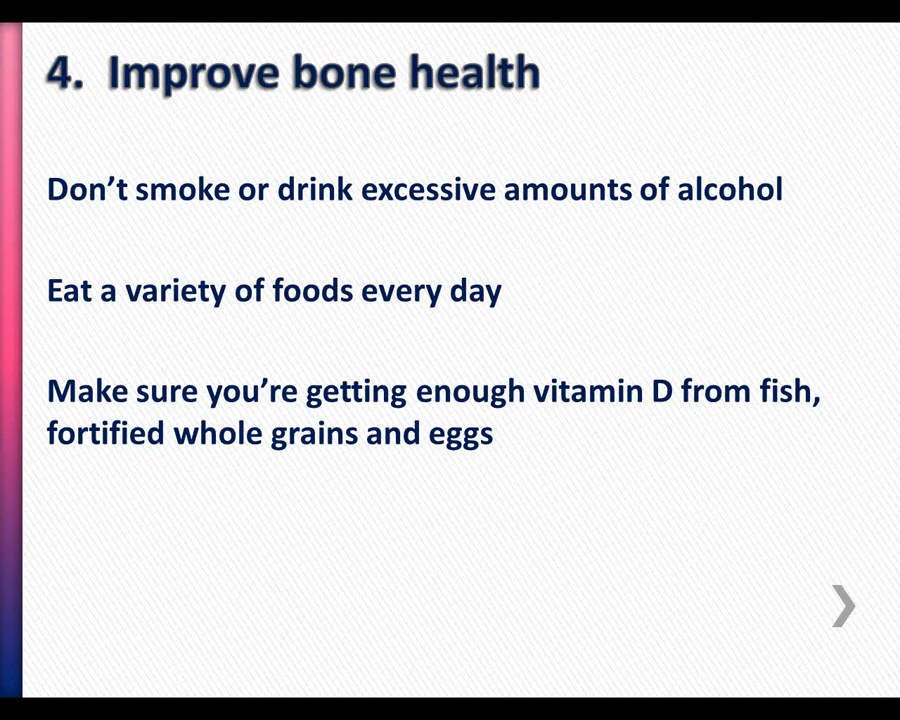 4.  Improve bone health
Don’t smoke or drink excessive amounts of alcohol
Eat a variety of foods every day
Make sure you’re getting enough vitamin D from fish,
fortified whole grains and eggs